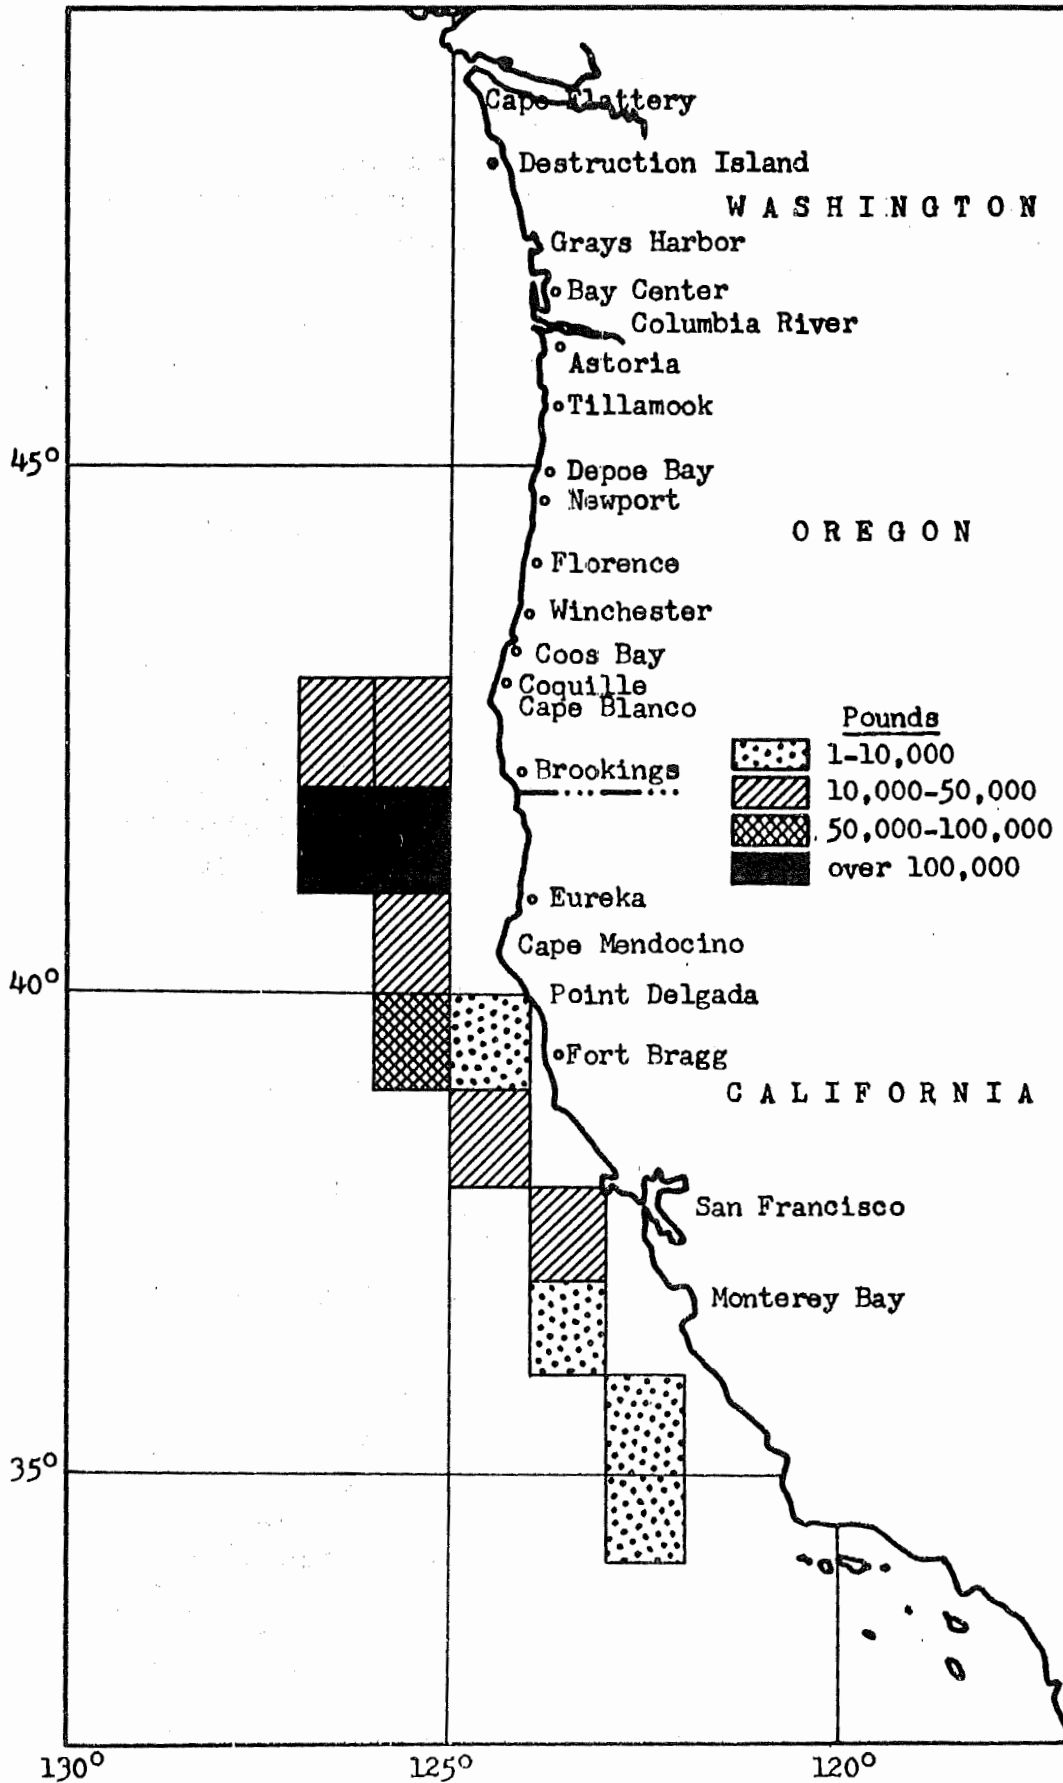 Cape Flattery
Destruction Island
WASHINGTON
Grays Harbor
Bay Center
Columbia River
Astoria
Tillamook
45°
Depoe Bay
Newport
OREGON
Florence
Winchester
Coos Bay
Coquille
Cape Blanco
Pounds
1-10,000
Brookings
10,000-50,000
50,000-100,000
over 100,000
Eureka
Cape Mendocino
40°
Point Delgada
Fort Bragg
CALIFORNIA
San Francisco
Monterey Bay
35°
130°
125°
120°